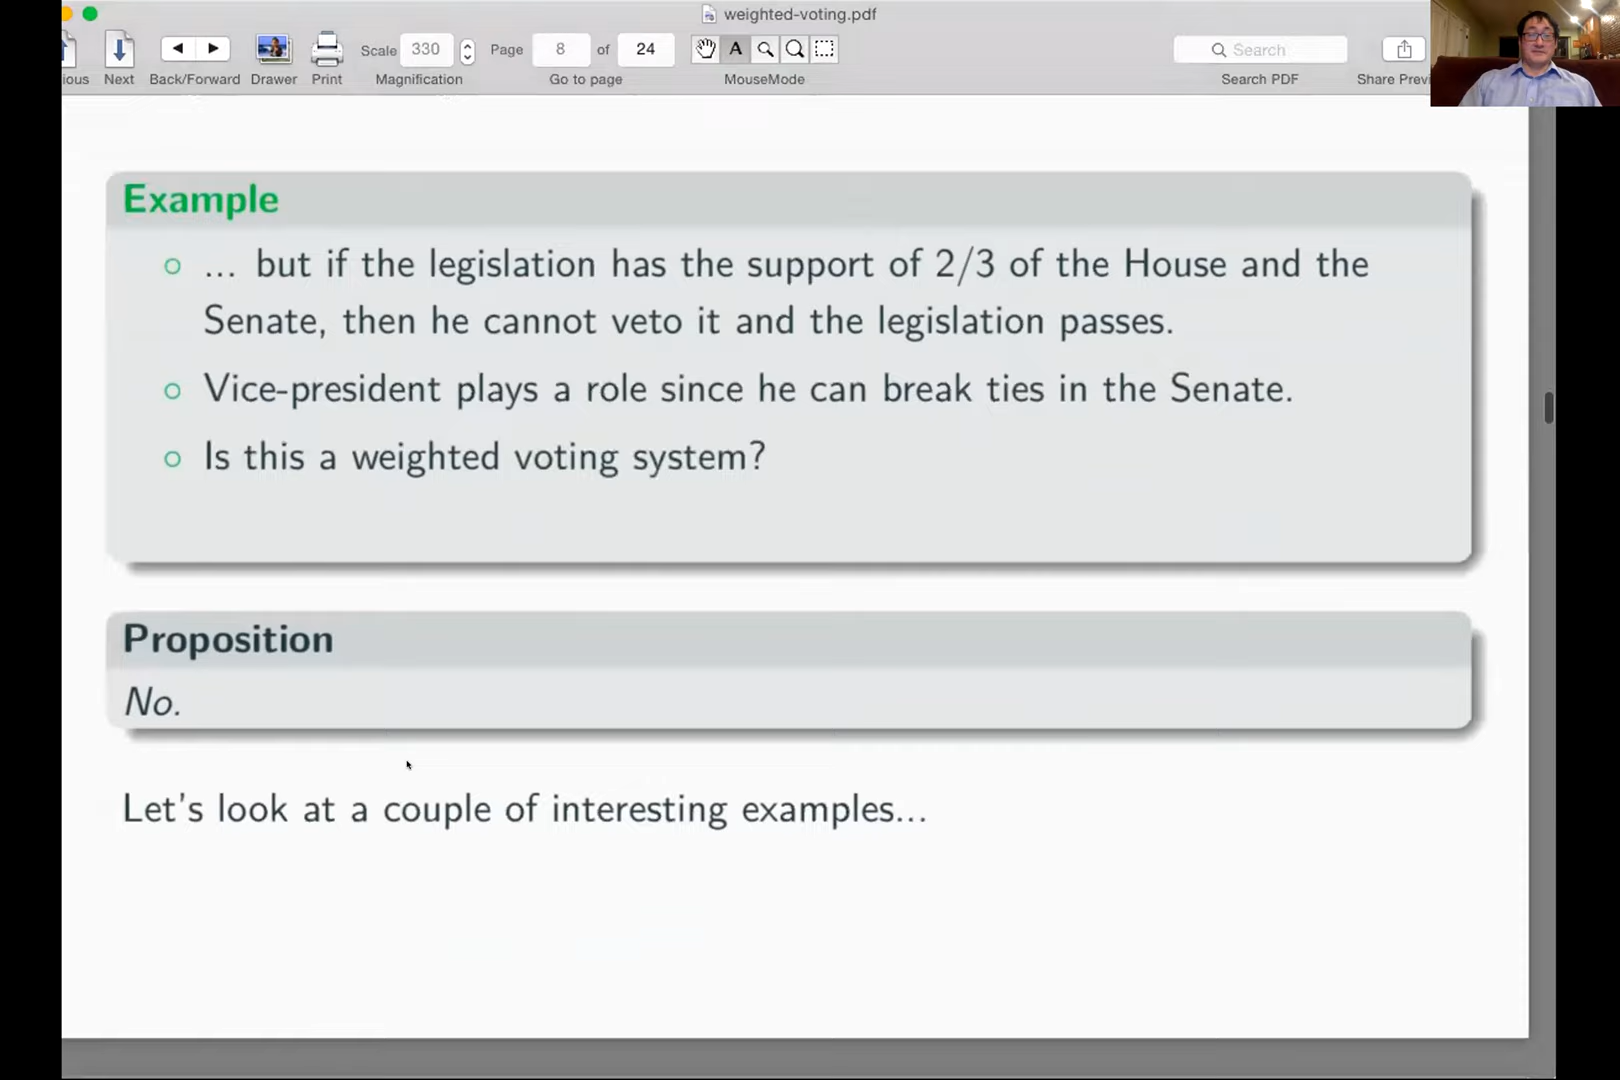 weighted-voting.pdf
ious Next Back/Forward Drawer Print Scale 330 Magnification Page 8 of 24 Go to page A MouseMode Search Search PDF Share Previ
Example
... but if the legislation has the support of 2/3 of the House and the
Senate, then he cannot veto it and the legislation passes.
Vice-president plays a role since he can break ties in the Senate.
Is this a weighted voting system?
Proposition
No.
Let's look at a couple of interesting examples...